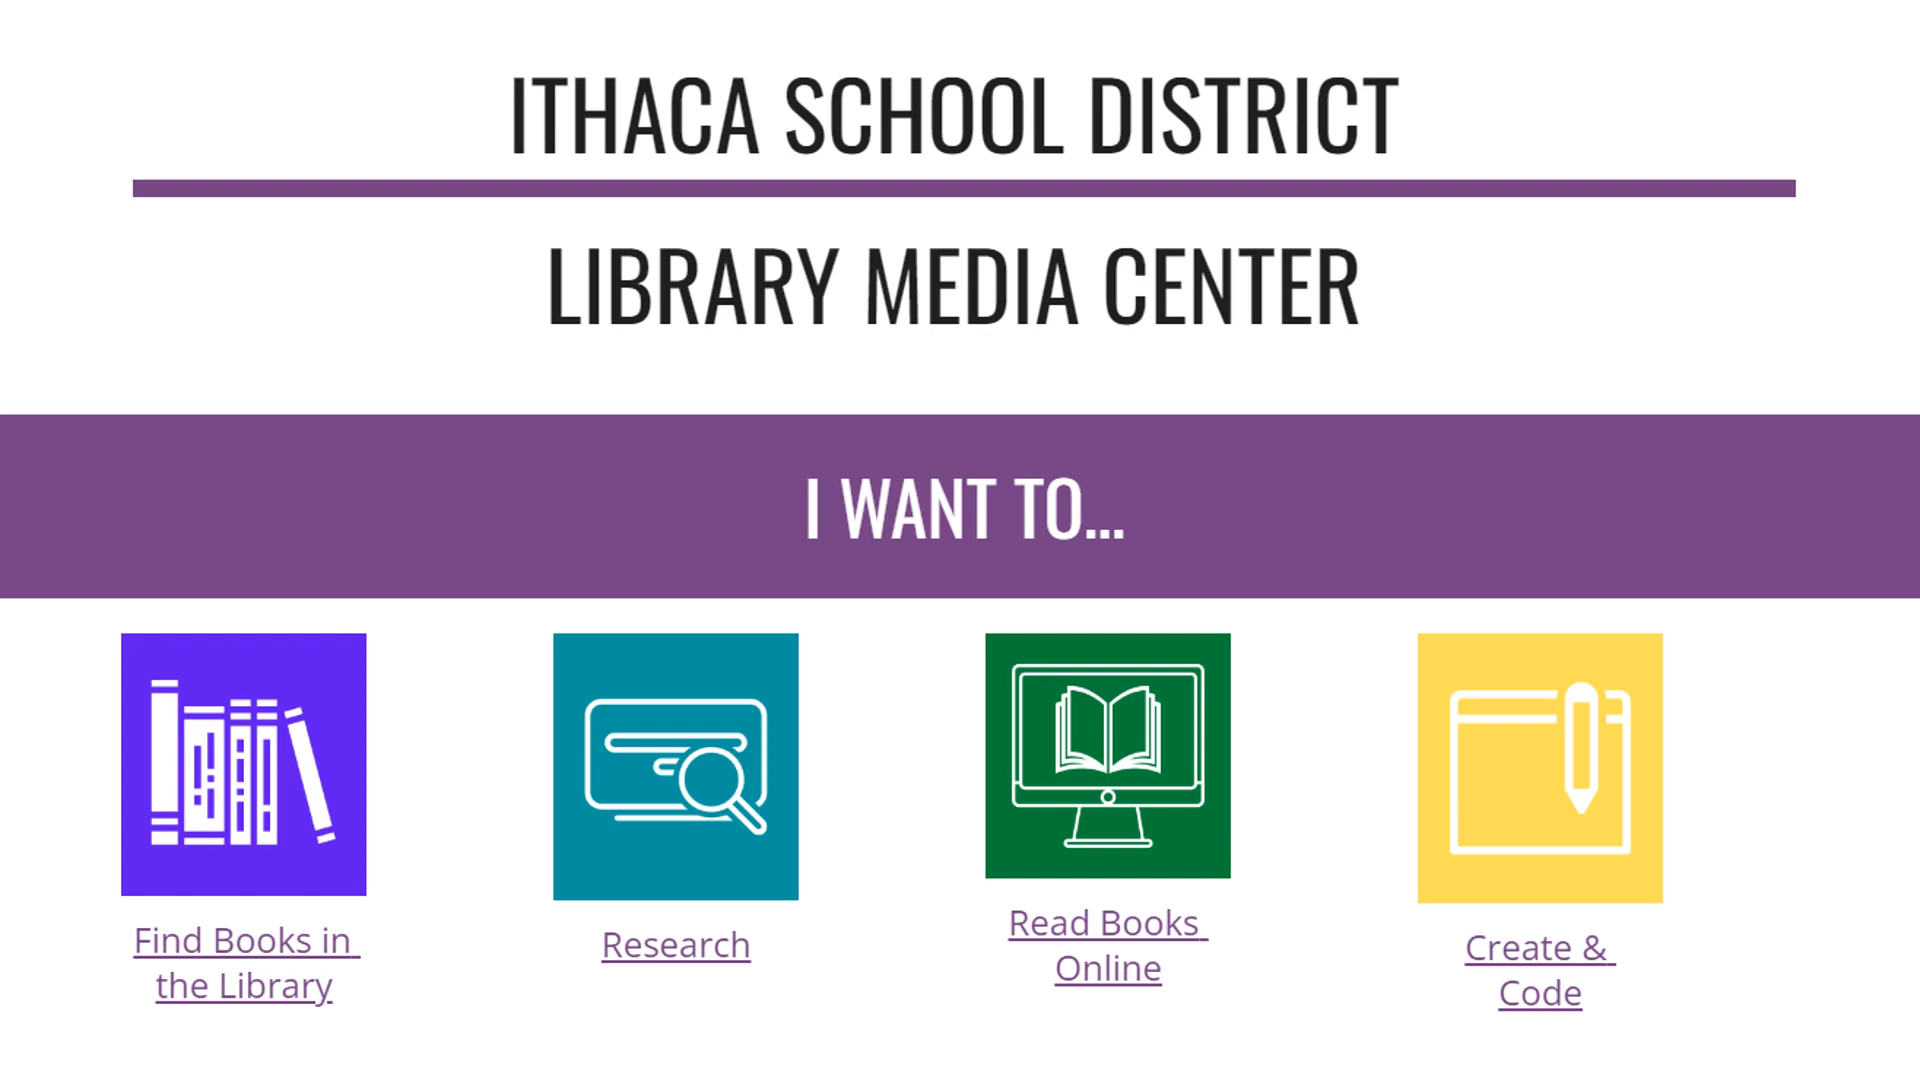 ITHACA SCHOOL DISTRICT
LIBRARY MEDIA CENTER
I WANT TO...
Find Books in
the Library
Research
Read Books
Online
Create &
Code